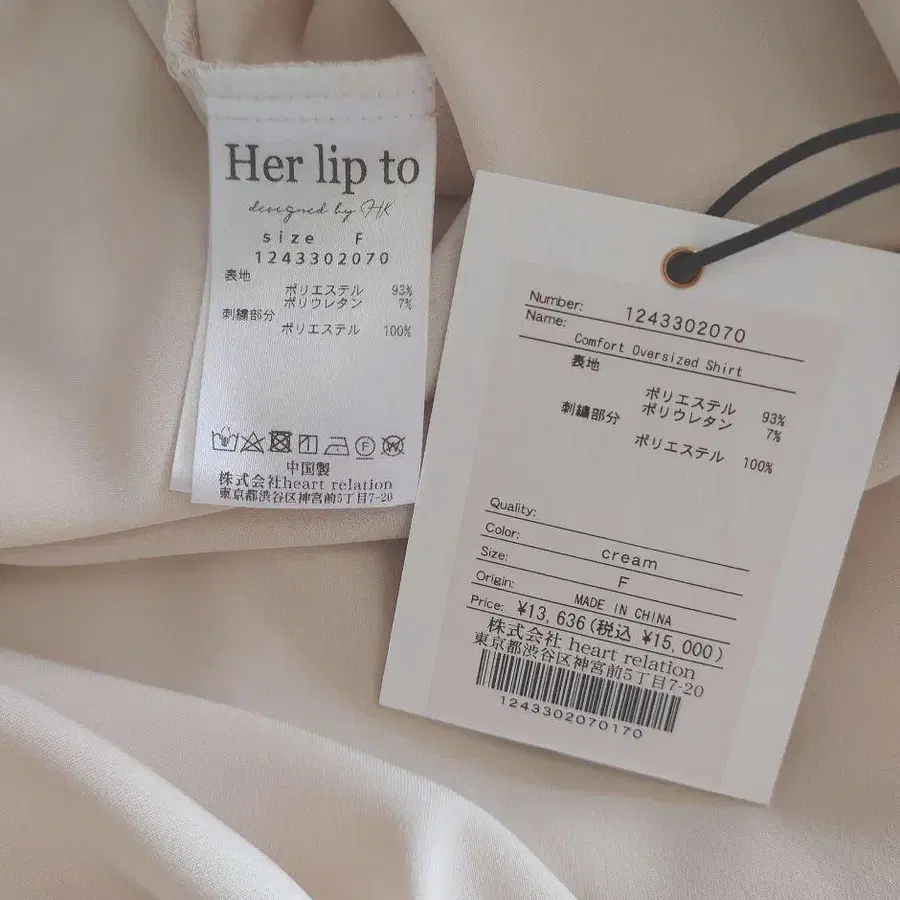 Her lip to
designed by HK
size F
1243302070
表地
ポリエステル 93%
ポリウレタン 7%
刺繍部分
ポリエステル 100%
中国製
株式会社heart relation
東京都渋谷区神宮前5丁目7-20
Number: 1243302070
Name:
Comfort Oversized Shirt
表地
ポリエステル 93%
ポリウレタン 7%
刺繍部分
ポリエステル 100%
Quality:
Color: cream
Size: F
Origin: MADE IN CHINA
Price: ¥13,636(税込 ¥15,000)
株式会社 heart relation
東京都渋谷区神宮前5丁目7-20
1243302070170